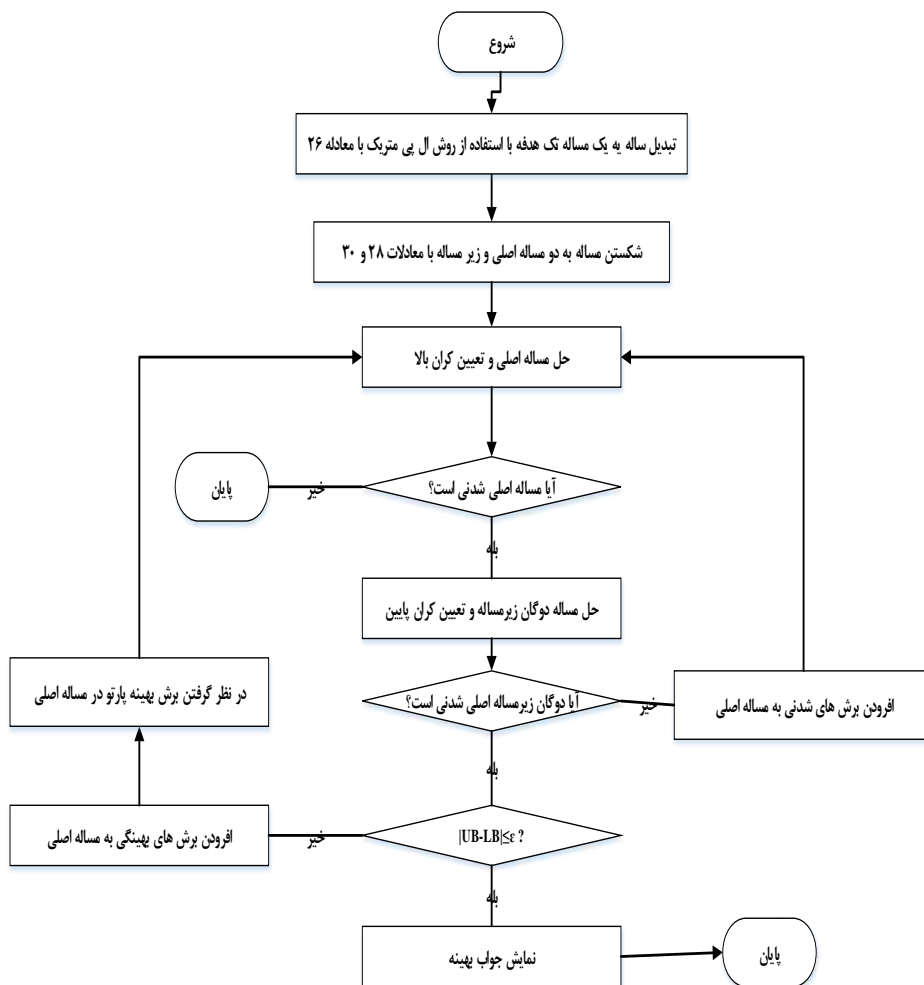 شروع
تبدیل ساله یه یک مساله تک هدفه با استفاده از روش ال پی متریک با معادله ۲۶
شکستن مساله به دو مساله اصلی و زیر مساله با معادلات ۲۸ و ۳۰
حل مساله اصلی و تعیین کران بالا
آیا مساله اصلی شدنی است؟
خیر
پایان
بله
حل مساله دوگان زیرمساله و تعیین کران پایین
آیا دوگان زیرمساله اصلی شدنی است؟
خیر
افرودن برش های شدنی به مساله اصلی
در نظر گرفتن برش بهینه پارتو در مساله اصلی
بله
|UB-LB|≤ε ?
خیر
افرودن برش های بهینگی به مساله اصلی
بله
نمایش جواب بهینه
پایان